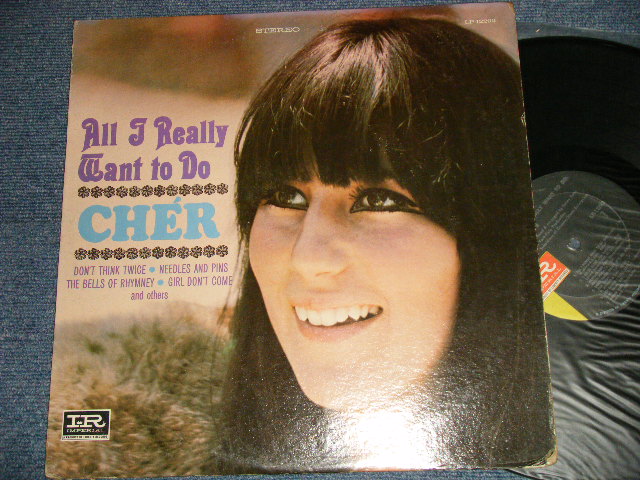 STEREO
All I Really
Want to Do
CHÉR
DON'T THINK TWICE • NEEDLES AND PINS
THE BELLS OF RHYMNEY • GIRL DON'T COME
and others
IR
IMPERIAL